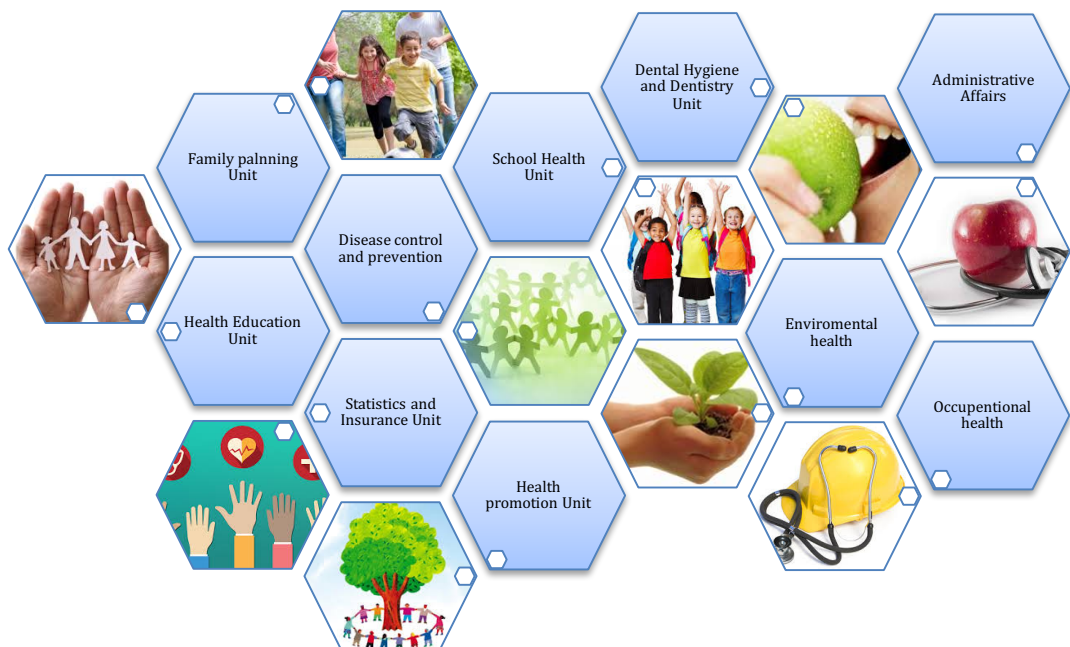 Family palnning
Unit
Disease control
and prevention
School Health
Unit
Dental Hygiene
and Dentistry
Unit
Administrative
Affairs
Health Education
Unit
Statistics and
Insurance Unit
Health
promotion Unit
Enviromental
health
Occupentional
health